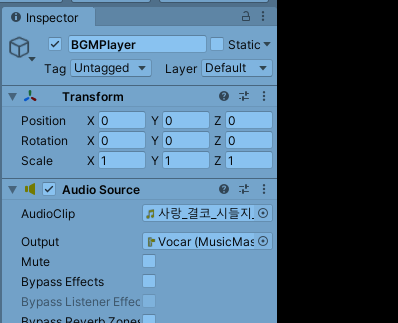 Inspector
BGMPlayer Static
Tag Untagged Layer Default
Transform
Position X 0 Y 0 Z 0
Rotation X 0 Y 0 Z 0
Scale X 1 Y 1 Z 1
Audio Source
AudioClip 사랑_결코_시들지_
Output Vocar (MusicMas
Mute
Bypass Effects
Bypass Listener Effec
Bypass Reverb Zones